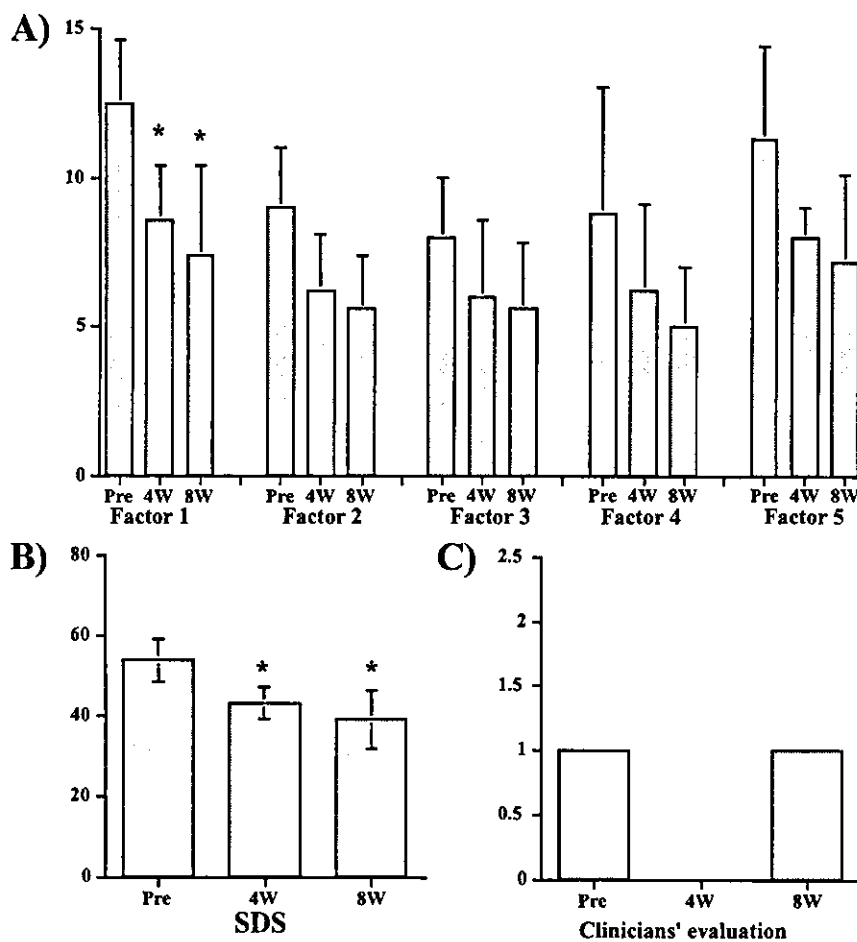 A)
15
10
5
0
* *
Pre 4W 8W Pre 4W 8W Pre 4W 8W Pre 4W 8W Pre 4W 8W
Factor 1 Factor 2 Factor 3 Factor 4 Factor 5
B)
80
60
40
20
0
* *
Pre 4W 8W
SDS
C)
2.5
2
1.5
1
0.5
0
Pre 4W 8W
Clinicians' evaluation